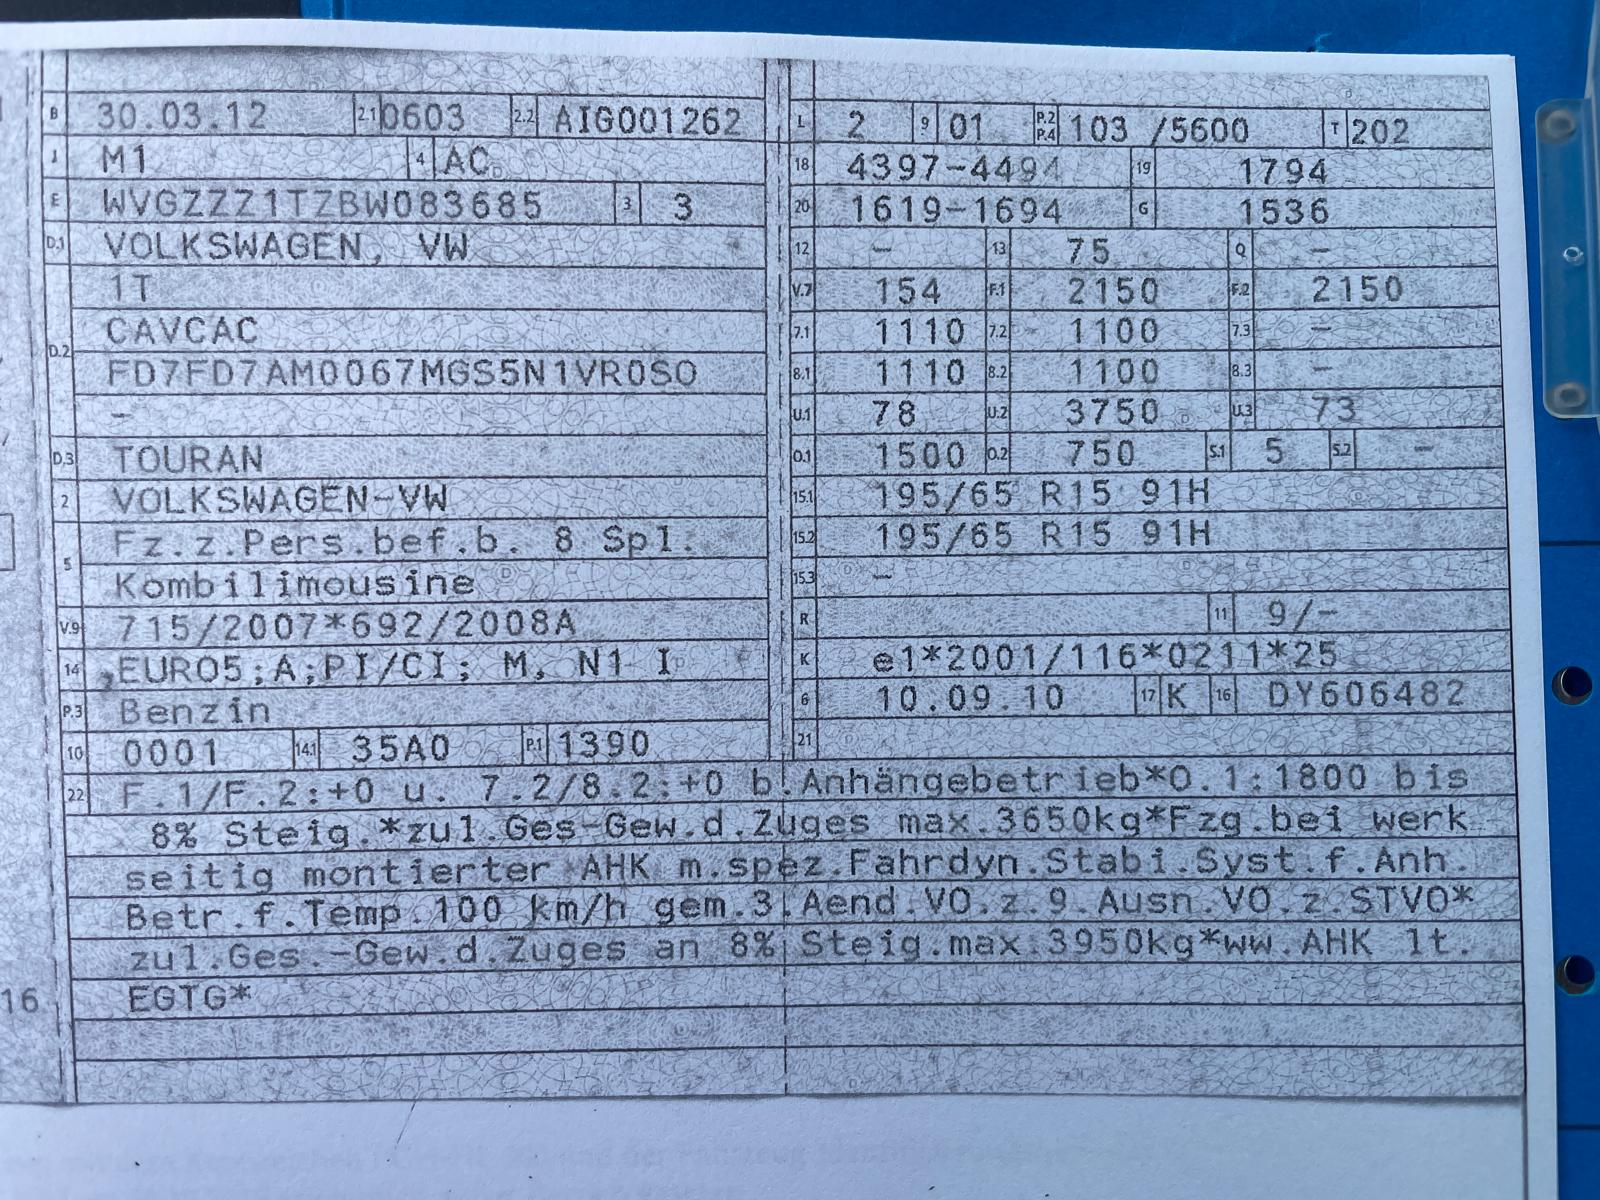 B 30.03.12 2.1 0603 2.2 AIG001262
J M1 4 AC
E WVGZZZ1TZBW083685 3 3
D.1 VOLKSWAGEN, VW
1T
D.2 CAVCAC
FD7FD7AM0067MGS5N1VR0SO
–
D.3 TOURAN
2 VOLKSWAGEN-VW
5 Fz.z.Pers.bef.b. 8 Spl.
Kombilimousine
V.9 715/2007*692/2008A
14 EURO5;A;PI/CI; M, N1 I
P.3 Benzin
10 0001 14.1 35A0 P.1 1390
L 2 9 01 P.2 P.4 103 /5600 T 202
18 4397-4494 19 1794
20 1619-1694 G 1536
12 – 13 75 Q –
V.7 154 F.1 2150 F.2 2150
7.1 1110 7.2 1100 7.3 –
8.1 1110 8.2 1100 8.3 –
U.1 78 U.2 3750 U.3 73
O.1 1500 O.2 750 S.1 5 S.2 –
15.1 195/65 R15 91H
15.2 195/65 R15 91H
15.3 –
R 11 9/-
K e1*2001/116*0211*25
6 10.09.10 17 K 16 DY606482
21
22 F.1/F.2:+0 u. 7.2/8.2:+0 b.Anhängebetrieb*O.1:1800 bis
8% Steig.*zul.Ges-Gew.d.Zuges max.3650kg*Fzg.bei werk
seitig montierter AHK m.spez.Fahrdyn.Stabi.Syst.f.Anh.
Betr.f.Temp.100 km/h gem.3.Aend.VO.z.9.Ausn.VO.z.STVO*
zul.Ges.-Gew.d.Zuges an 8% Steig.max.3950kg*ww.AHK lt.
16 EGTG*